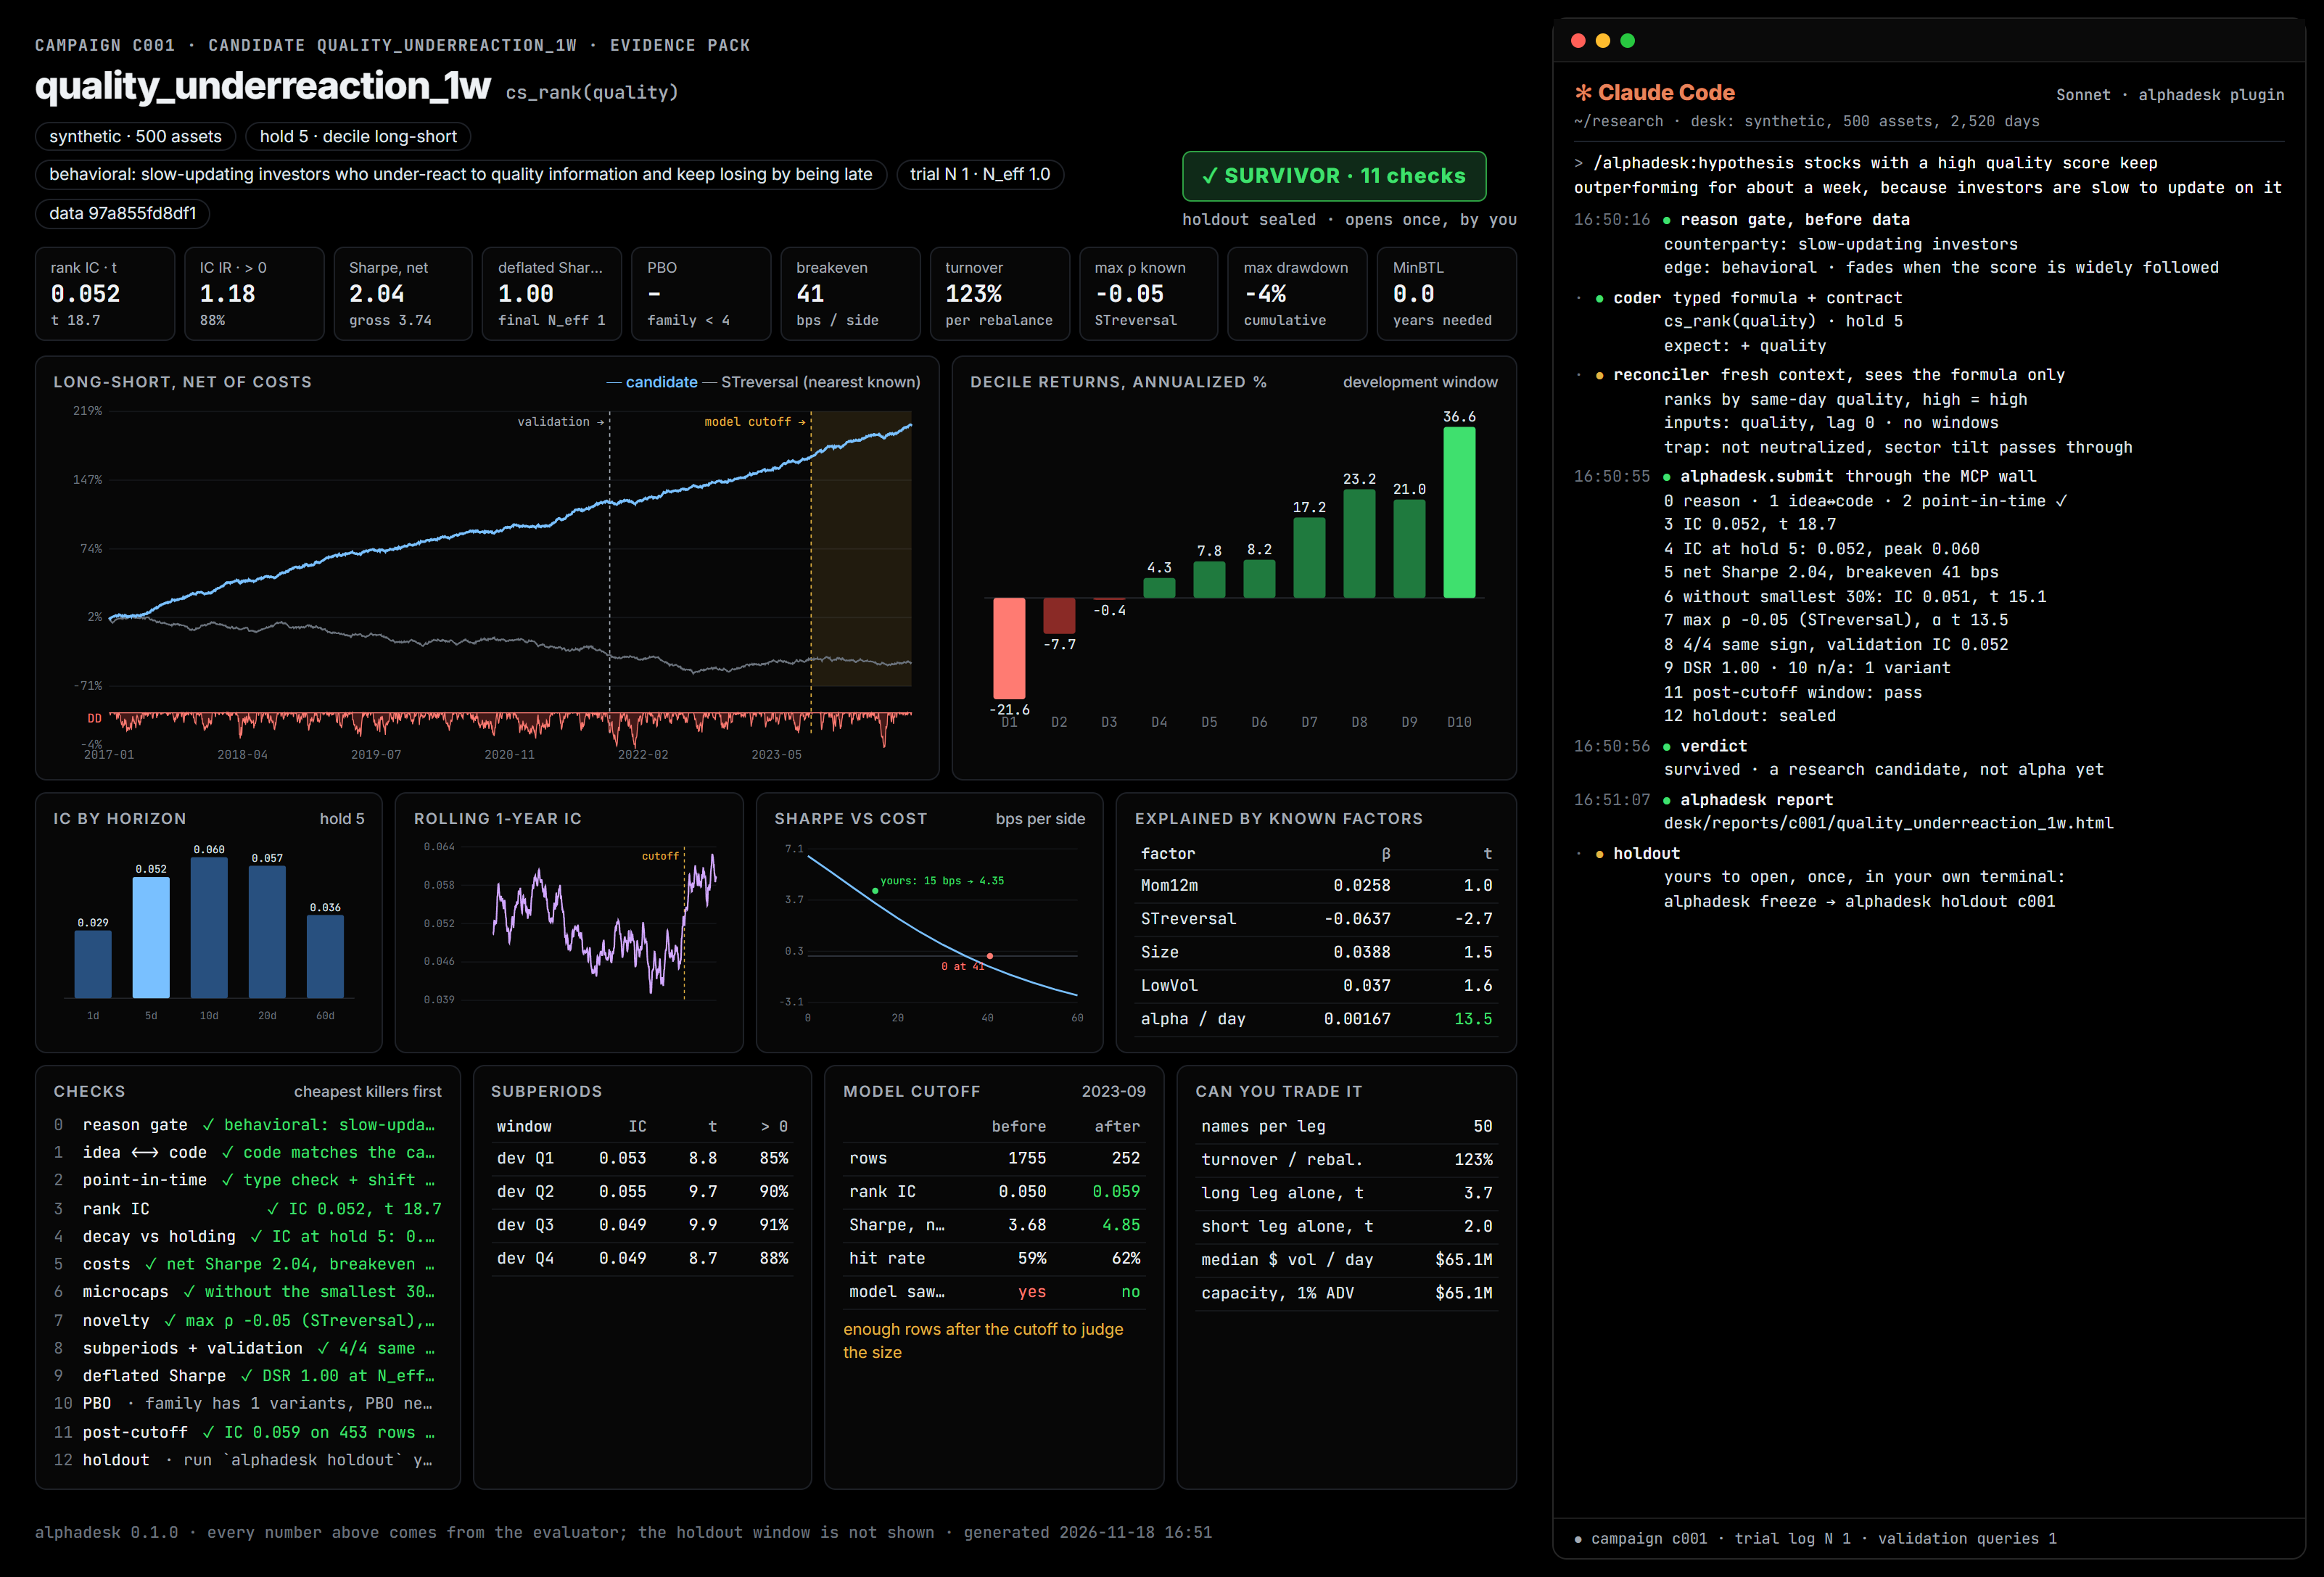 CAMPAIGN C001 · CANDIDATE QUALITY_UNDERREACTION_1W · EVIDENCE PACK
quality_underreaction_1w cs_rank(quality)
synthetic · 500 assets
hold 5 · decile long-short
behavioral: slow-updating investors who under-react to quality information and keep losing by being late
trial N 1 · N_eff 1.0
data 97a855fd8df1
✓ SURVIVOR · 11 checks
holdout sealed · opens once, by you
rank IC · t
0.052
t 18.7
IC IR · > 0
1.18
88%
Sharpe, net
2.04
gross 3.74
deflated Shar...
1.00
final N_eff 1
PBO
–
family < 4
breakeven
41
bps / side
turnover
123%
per rebalance
max ρ known
-0.05
STreversal
max drawdown
-4%
cumulative
MinBTL
0.0
years needed
LONG-SHORT, NET OF COSTS
— candidate — STreversal (nearest known)
219%
147%
74%
2%
-71%
DD
-4%
validation →
model cutoff →
2017-01
2018-04
2019-07
2020-11
2022-02
2023-05
DECILE RETURNS, ANNUALIZED %
development window
-21.6
-7.7
-0.4
4.3
7.8
8.2
17.2
23.2
21.0
36.6
D1
D2
D3
D4
D5
D6
D7
D8
D9
D10
IC BY HORIZON
hold 5
0.029
0.052
0.060
0.057
0.036
1d
5d
10d
20d
60d
ROLLING 1-YEAR IC
0.064
0.058
0.052
0.046
0.039
cutoff
SHARPE VS COST
bps per side
7.1
3.7
0.3
-3.1
yours: 15 bps → 4.35
0 at 41
0
20
40
60
EXPLAINED BY KNOWN FACTORS
factor β t
Mom12m 0.0258 1.0
STreversal -0.0637 -2.7
Size 0.0388 1.5
LowVol 0.037 1.6
alpha / day 0.00167 13.5
CHECKS
cheapest killers first
0 reason gate ✓ behavioral: slow-upda…
1 idea <—> code ✓ code matches the ca…
2 point-in-time ✓ type check + shift …
3 rank IC ✓ IC 0.052, t 18.7
4 decay vs holding ✓ IC at hold 5: 0.…
5 costs ✓ net Sharpe 2.04, breakeven …
6 microcaps ✓ without the smallest 30…
7 novelty ✓ max ρ -0.05 (STreversal),…
8 subperiods + validation ✓ 4/4 same …
9 deflated Sharpe ✓ DSR 1.00 at N_eff…
10 PBO · family has 1 variants, PBO ne…
11 post-cutoff ✓ IC 0.059 on 453 rows …
12 holdout · run `alphadesk holdout` y…
SUBPERIODS
window IC t > 0
dev Q1 0.053 8.8 85%
dev Q2 0.055 9.7 90%
dev Q3 0.049 9.9 91%
dev Q4 0.049 8.7 88%
MODEL CUTOFF
2023-09
before after
rows 1755 252
rank IC 0.050 0.059
Sharpe, n… 3.68 4.85
hit rate 59% 62%
model saw… yes no
enough rows after the cutoff to judge
the size
CAN YOU TRADE IT
names per leg 50
turnover / rebal. 123%
long leg alone, t 3.7
short leg alone, t 2.0
median $ vol / day $65.1M
capacity, 1% ADV $65.1M
alphadesk 0.1.0 · every number above comes from the evaluator; the holdout window is not shown · generated 2026-11-18 16:51
✻ Claude Code
Sonnet · alphadesk plugin
~/research · desk: synthetic, 500 assets, 2,520 days
> /alphadesk:hypothesis stocks with a high quality score keep
outperforming for about a week, because investors are slow to update on it
16:50:16 ● reason gate, before data
counterparty: slow-updating investors
edge: behavioral · fades when the score is widely followed
· ● coder typed formula + contract
cs_rank(quality) · hold 5
expect: + quality
· ● reconciler fresh context, sees the formula only
ranks by same-day quality, high = high
inputs: quality, lag 0 · no windows
trap: not neutralized, sector tilt passes through
16:50:55 ● alphadesk.submit through the MCP wall
0 reason · 1 idea↔code · 2 point-in-time ✓
3 IC 0.052, t 18.7
4 IC at hold 5: 0.052, peak 0.060
5 net Sharpe 2.04, breakeven 41 bps
6 without smallest 30%: IC 0.051, t 15.1
7 max ρ -0.05 (STreversal), α t 13.5
8 4/4 same sign, validation IC 0.052
9 DSR 1.00 · 10 n/a: 1 variant
11 post-cutoff window: pass
12 holdout: sealed
16:50:56 ● verdict
survived · a research candidate, not alpha yet
16:51:07 ● alphadesk report
desk/reports/c001/quality_underreaction_1w.html
· ● holdout
yours to open, once, in your own terminal:
alphadesk freeze → alphadesk holdout c001
● campaign c001 · trial log N 1 · validation queries 1